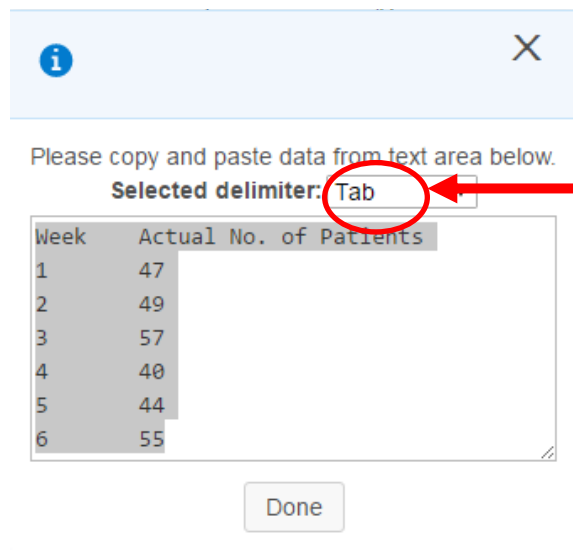 Please copy and paste data from text area below.
Selected delimiter: Tab
Week Actual No. of Patients
1 47
2 49
3 57
4 40
5 44
6 55
Done